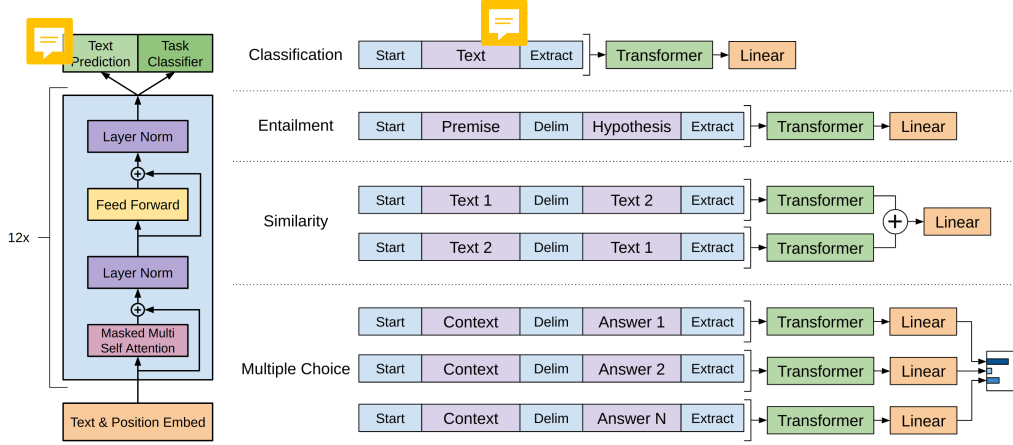 Text
Prediction
Task
Classifier
Layer Norm
Feed Forward
12x
Layer Norm
Masked Multi
Self Attention
Text & Position Embed
Classification
Start Text Extract Transformer Linear
Entailment
Start Premise Delim Hypothesis Extract Transformer Linear
Similarity
Start Text 1 Delim Text 2 Extract Transformer
Linear
Start Text 2 Delim Text 1 Extract Transformer
Multiple Choice
Start Context Delim Answer 1 Extract Transformer Linear
Start Context Delim Answer 2 Extract Transformer Linear
Start Context Delim Answer N Extract Transformer Linear